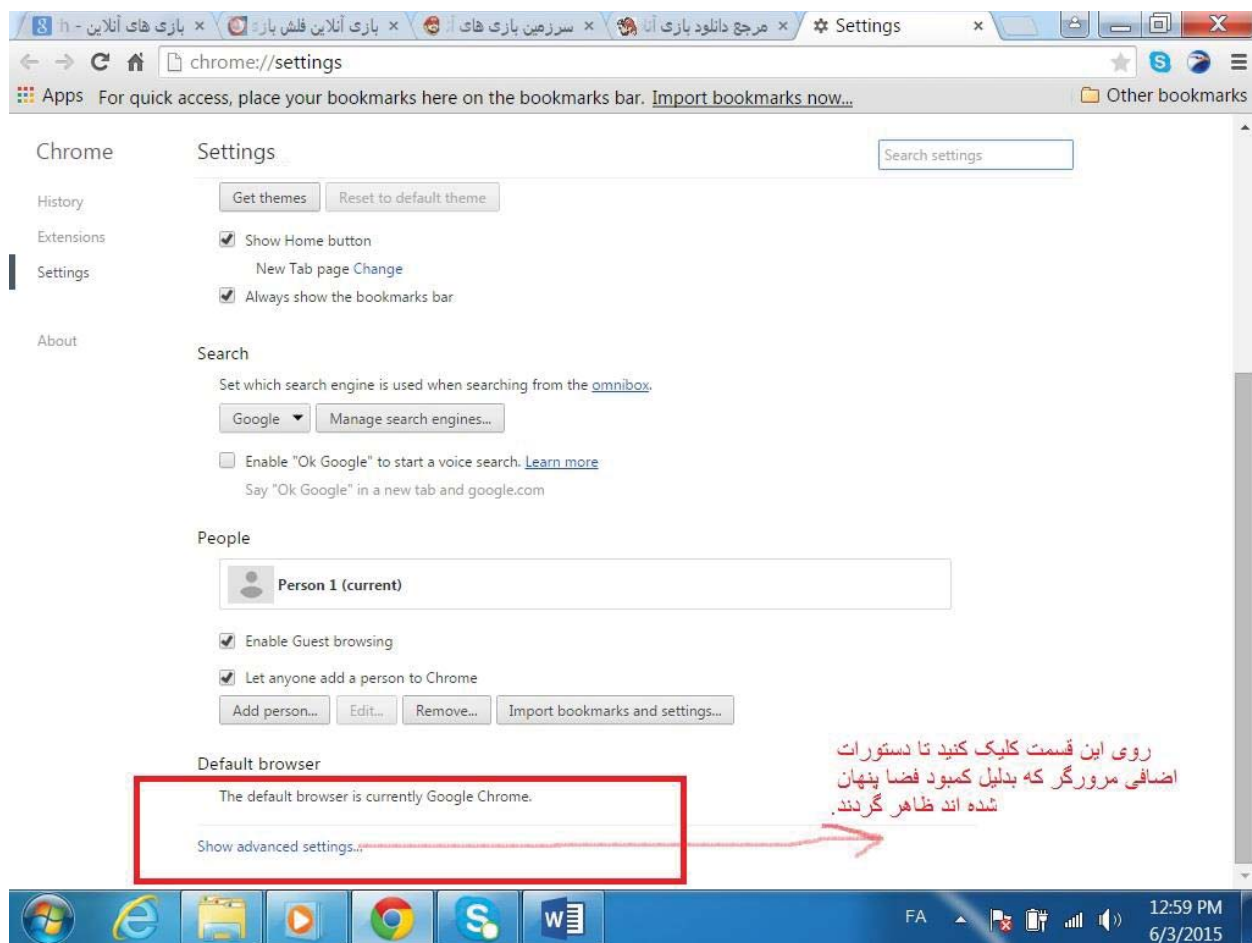 بازی های آنلاین - h
بازی آنلاین فلش بازی
سرزمین بازی های آ
مرجع دانلود بازی آنا
Settings
chrome://settings
Apps For quick access, place your bookmarks here on the bookmarks bar. Import bookmarks now... Other bookmarks
Chrome
Settings
Search settings
History
Extensions
Settings
About
Get themes Reset to default theme
Show Home button
New Tab page Change
Always show the bookmarks bar
Search
Set which search engine is used when searching from the omnibox.
Google Manage search engines...
Enable "Ok Google" to start a voice search. Learn more
Say "Ok Google" in a new tab and google.com
People
Person 1 (current)
Enable Guest browsing
Let anyone add a person to Chrome
Add person... Edit... Remove... Import bookmarks and settings...
Default browser
The default browser is currently Google Chrome.
Show advanced settings...
روی این قسمت کلیک کنید تا دستورات
اضافی مرورگر که بدلیل کمبود فضا پنهان
شده اند ظاهر گردند.
FA
12:59 PM
6/3/2015